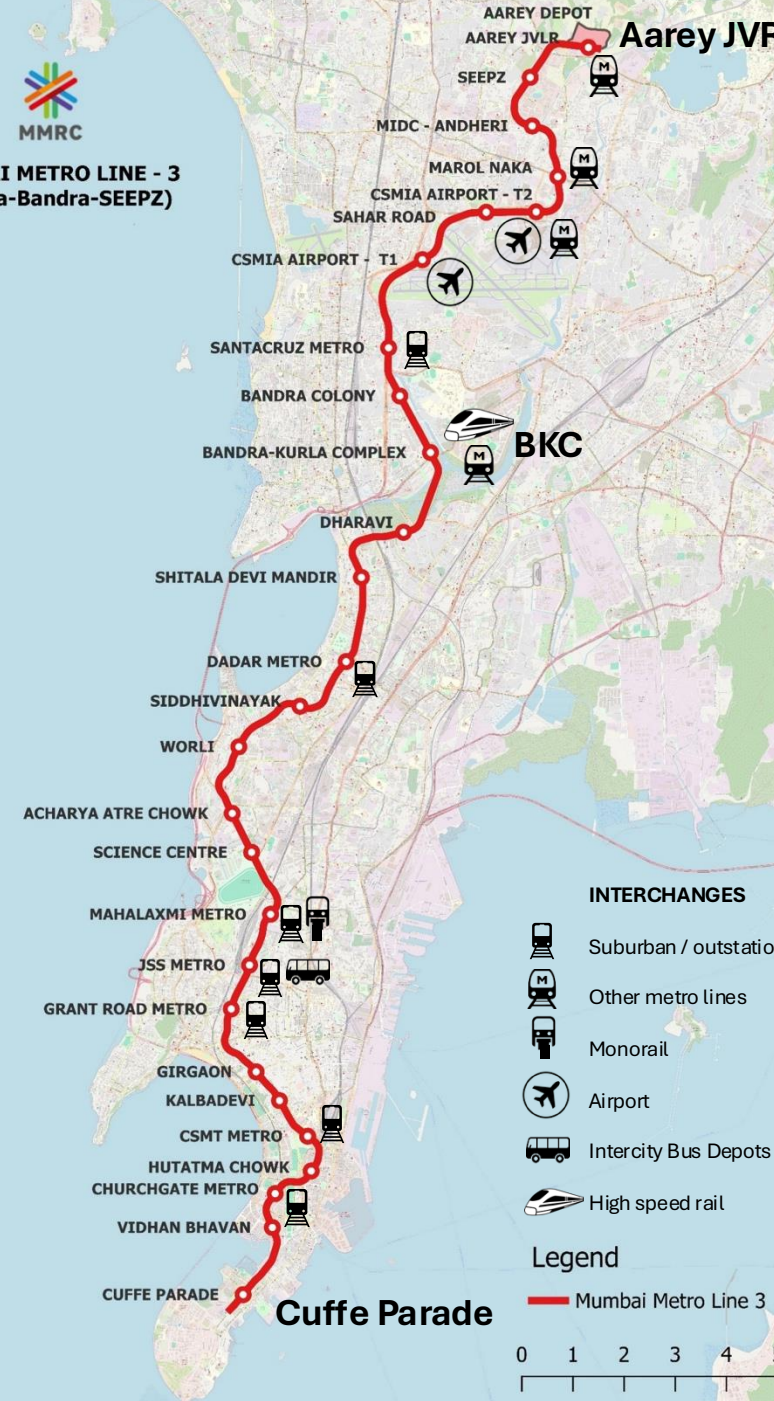 AAREY DEPOT
AAREY JVLR
Aarey JVR
SEEPZ
MMRC
MIDC - ANDHERI
I METRO LINE - 3
a-Bandra-SEEPZ)
MAROL NAKA
CSMIA AIRPORT - T2
SAHAR ROAD
CSMIA AIRPORT - T1
SANTACRUZ METRO
BANDRA COLONY
BKC
BANDRA-KURLA COMPLEX
DHARAVI
SHITALA DEVI MANDIR
DADAR METRO
SIDDHIVINAYAK
WORLI
ACHARYA ATRE CHOWK
SCIENCE CENTRE
MAHALAXMI METRO
JSS METRO
GRANT ROAD METRO
GIRGAON
KALBADEVI
CSMT METRO
HUTATMA CHOWK
CHURCHGATE METRO
VIDHAN BHAVAN
CUFFE PARADE
Cuffe Parade
INTERCHANGES
Suburban / outstatio
M Other metro lines
Monorail
Airport
Intercity Bus Depots
High speed rail
Legend
Mumbai Metro Line 3
0 1 2 3 4